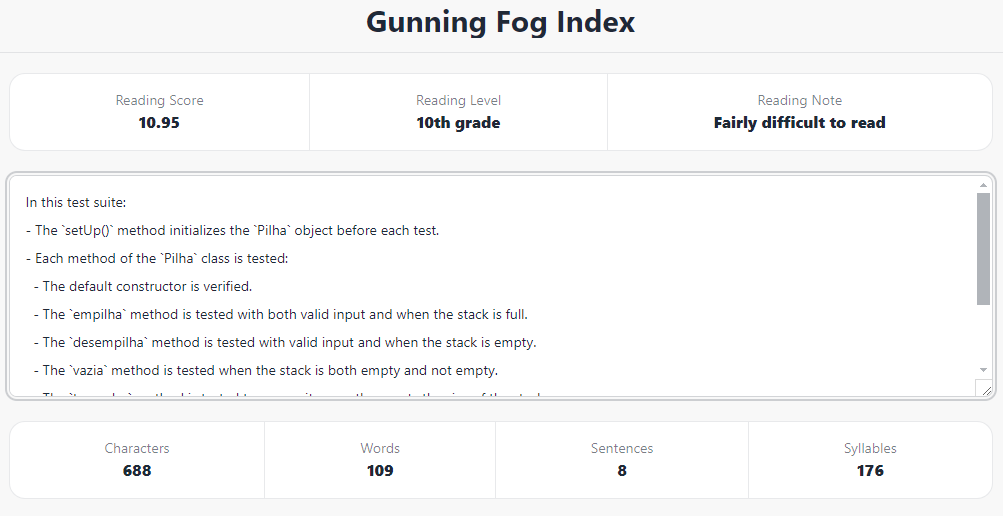 Gunning Fog Index
Reading Score
10.95
Reading Level
10th grade
Reading Note
Fairly difficult to read
In this test suite:
- The `setUp()` method initializes the `Pilha` object before each test.
- Each method of the `Pilha` class is tested:
- The default constructor is verified.
- The `empilha` method is tested with both valid input and when the stack is full.
- The `desempilha` method is tested with valid input and when the stack is empty.
- The `vazia` method is tested when the stack is both empty and not empty.
Characters
688
Words
109
Sentences
8
Syllables
176